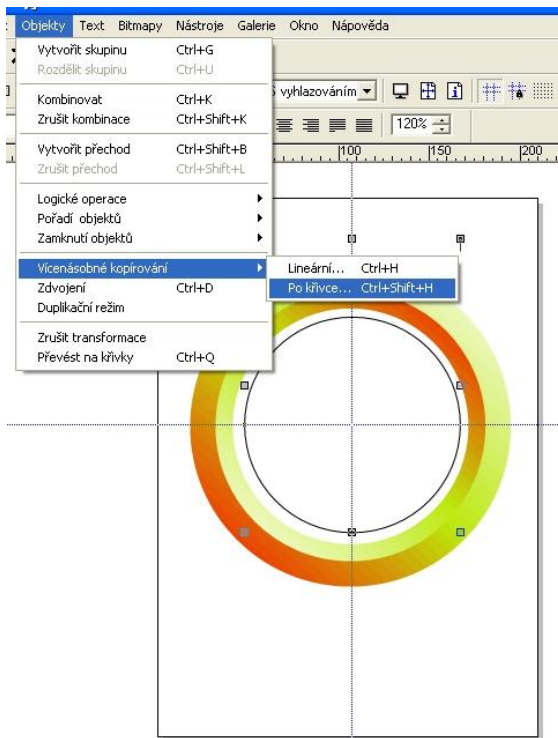 Objekty Text Bitmapy Nástroje Galerie Okno Nápověda
Vytvořit skupinu Ctrl+G
Rozdělit skupinu Ctrl+U
Kombinovat Ctrl+K
Zrušit kombinace Ctrl+Shift+K
Vytvořit přechod Ctrl+Shift+B
Zrušit přechod Ctrl+Shift+L
Logické operace
Pořadí objektů
Zamknutí objektů
Vícenásobné kopírování
Zdvojení Ctrl+D
Duplikační režim
Zrušit transformace
Převést na křivky Ctrl+Q
vyhlazováním
120%
100 150 200
Lineární... Ctrl+H
Po křivce... Ctrl+Shift+H